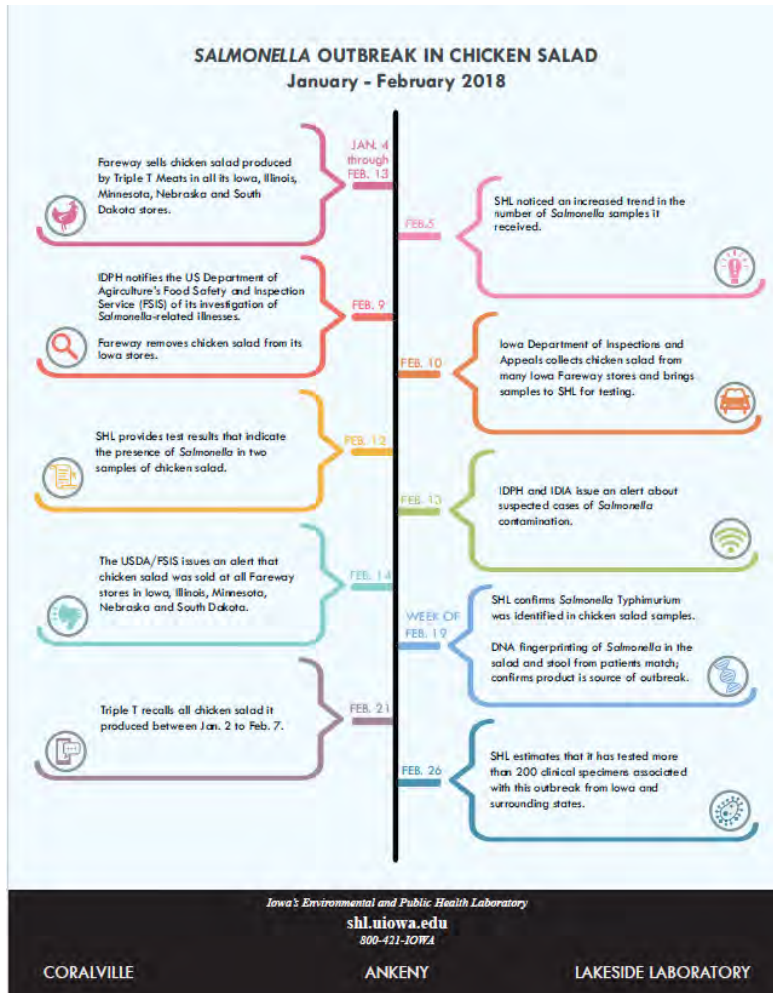 SALMONELLA OUTBREAK IN CHICKEN SALAD
January - February 2018
JAN. 4
through
FEB. 13
Fareway sells chicken salad produced
by Triple T Meats in all its Iowa, Illinois,
Minnesota, Nebraska and South
Dakota stores.
FEB.5
SHL noticed an increased trend in the
number of Salmonella samples it
received.
FEB. 9
IDPH notifies the US Department of
Agirculture's Food Safety and Inspection
Service (FSIS) of its investigation of
Salmonella-related illnesses.
Fareway removes chicken salad from its
Iowa stores.
FEB. 10
Iowa Department of Inspections and
Appeals collects chicken salad from
many Iowa Fareway stores and brings
samples to SHL for testing.
FEB. 12
SHL provides test results that indicate
the presence of Salmonella in two
samples of chicken salad.
FEB. 13
IDPH and IDIA issue an alert about
suspected cases of Salmonella
contamination.
FEB. 14
The USDA/FSIS issues an alert that
chicken salad was sold at all Fareway
stores in Iowa, Illinois, Minnesota,
Nebraska and South Dakota.
WEEK OF
FEB. 19
SHL confirms Salmonella Typhimurium
was identified in chicken salad samples.
DNA fingerprinting of Salmonella in the
salad and stool from patients match;
confirms product is source of outbreak.
FEB. 21
Triple T recalls all chicken salad it
produced between Jan. 2 to Feb. 7.
FEB. 26
SHL estimates that it has tested more
than 200 clinical specimens associated
with this outbreak from Iowa and
surrounding states.
Iowa's Environmental and Public Health Laboratory
shl.uiowa.edu
800-421-IOWA
CORALVILLE ANKENY LAKESIDE LABORATORY